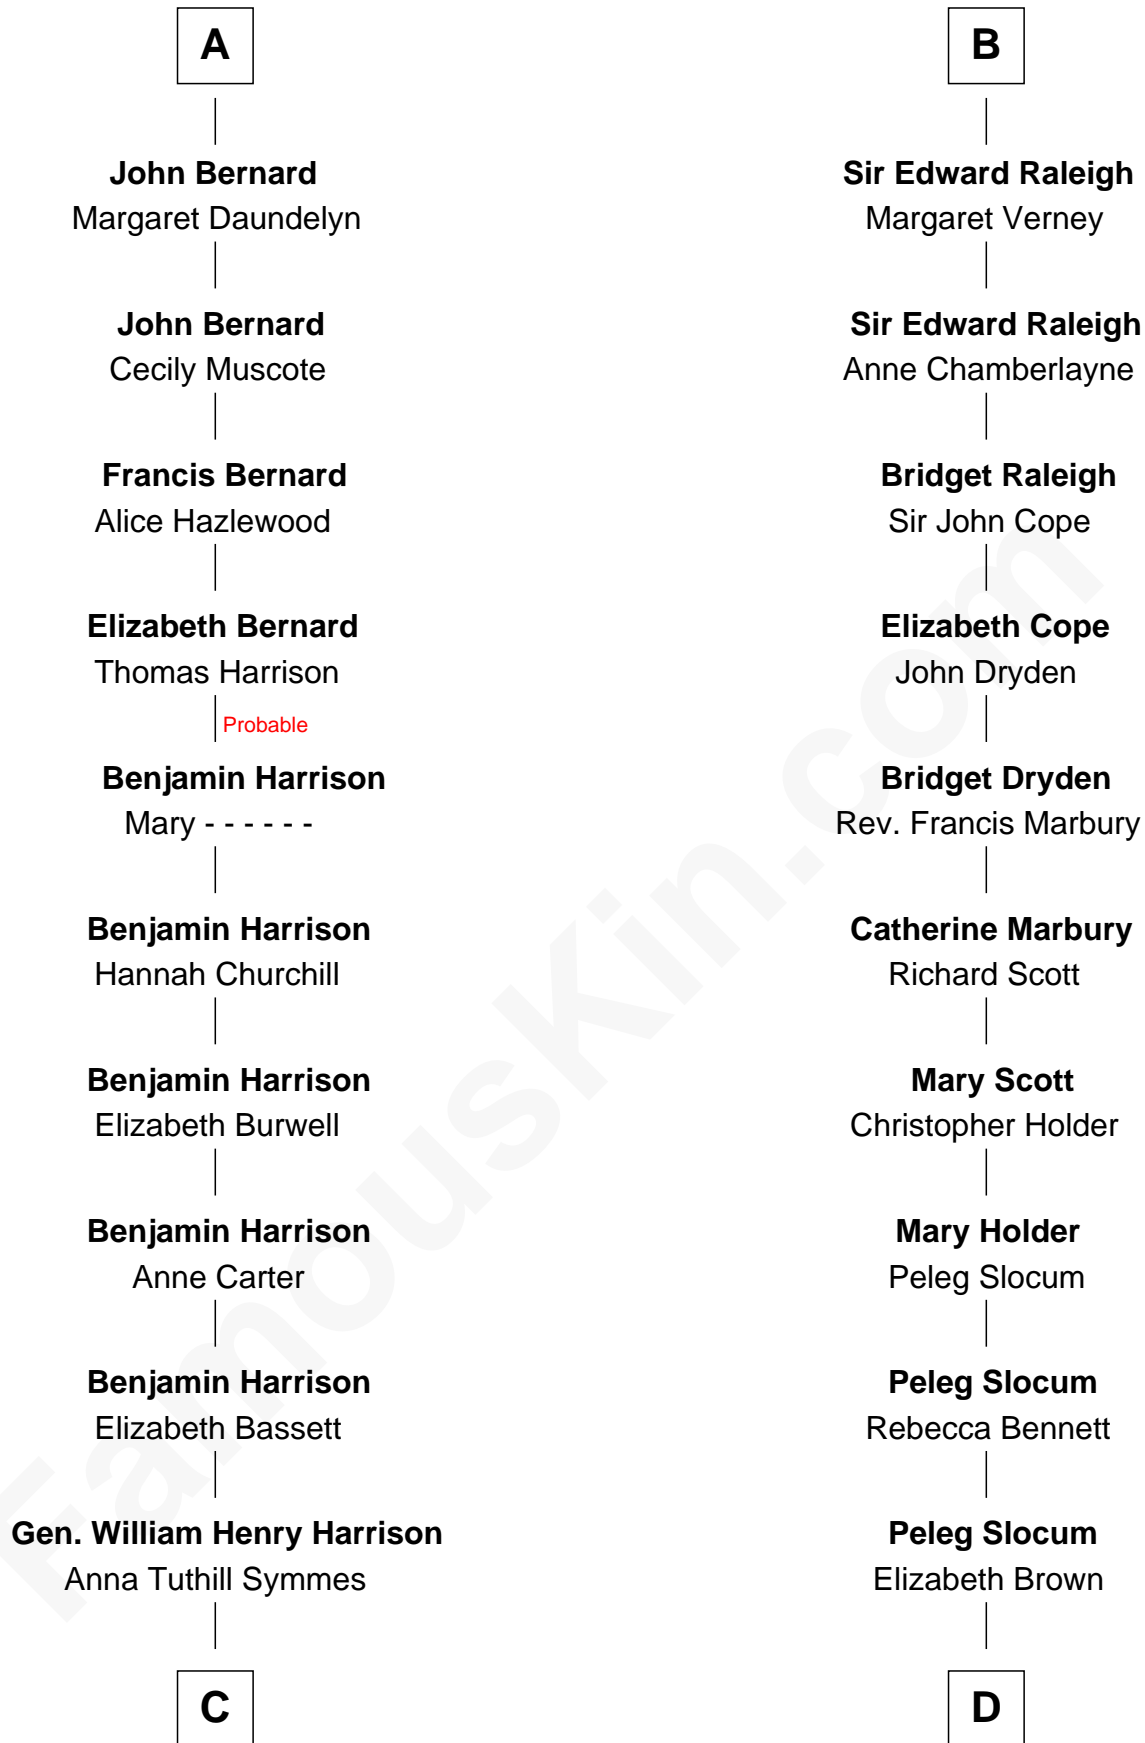 A
John Bernard
Margaret Daundelyn
John Bernard
Cecily Muscote
Francis Bernard
Alice Hazlewood
Elizabeth Bernard
Thomas Harrison
Probable
Benjamin Harrison
Mary - - - - - -
Benjamin Harrison
Hannah Churchill
Benjamin Harrison
Elizabeth Burwell
Benjamin Harrison
Anne Carter
Benjamin Harrison
Elizabeth Bassett
Gen. William Henry Harrison
Anna Tuthill Symmes
C
B
Sir Edward Raleigh
Margaret Verney
Sir Edward Raleigh
Anne Chamberlayne
Bridget Raleigh
Sir John Cope
Elizabeth Cope
John Dryden
Bridget Dryden
Rev. Francis Marbury
Catherine Marbury
Richard Scott
Mary Scott
Christopher Holder
Mary Holder
Peleg Slocum
Peleg Slocum
Rebecca Bennett
Peleg Slocum
Elizabeth Brown
D
FamousKin.com